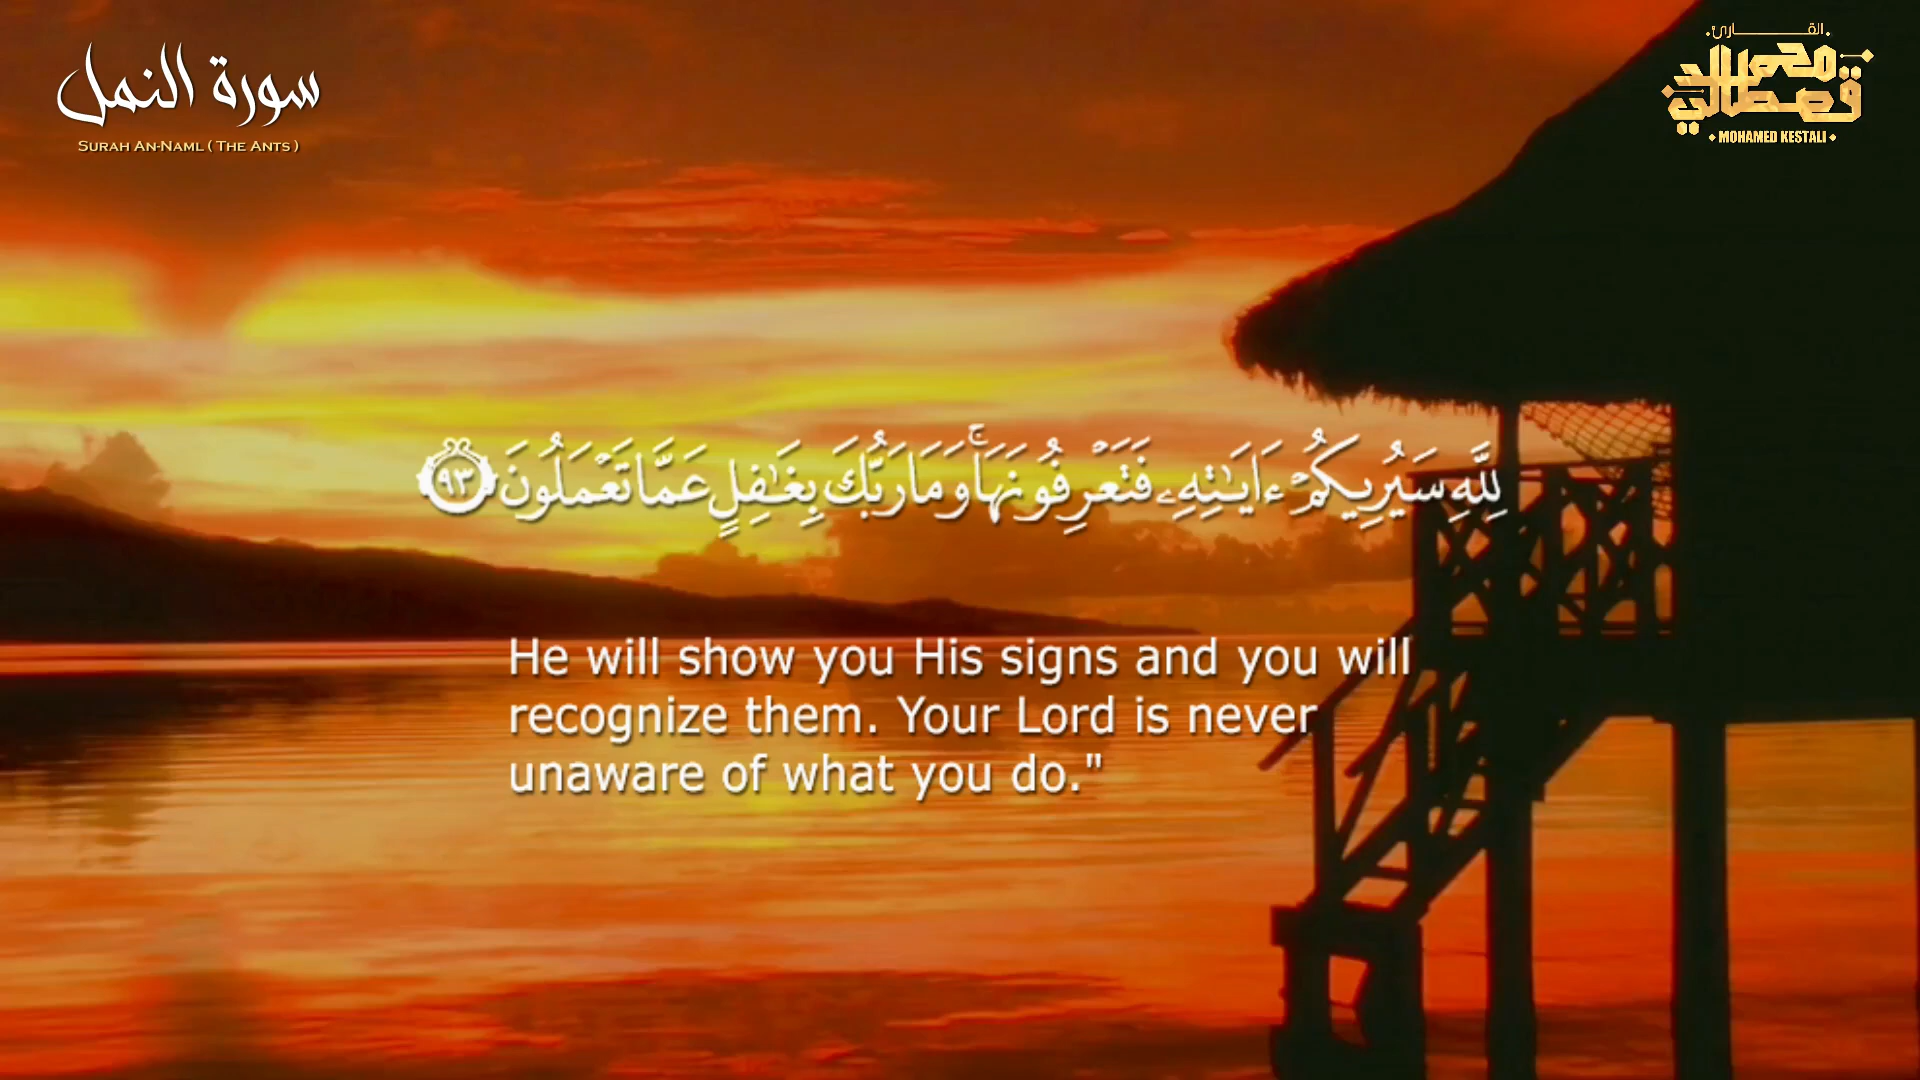 سورة النمل
SURAH AN-NAML ( THE ANTS )
القارئ
محمد
قصطالي
MOHAMED KESTALI
لِلَّهِ سَيُرِيكُمْ ءَايَـٰتِهِۦ فَتَعْرِفُونَهَاۚ وَمَا رَبُّكَ بِغَـٰفِلٍ عَمَّا تَعْمَلُونَ ٩٣
He will show you His signs and you will
recognize them. Your Lord is never
unaware of what you do."